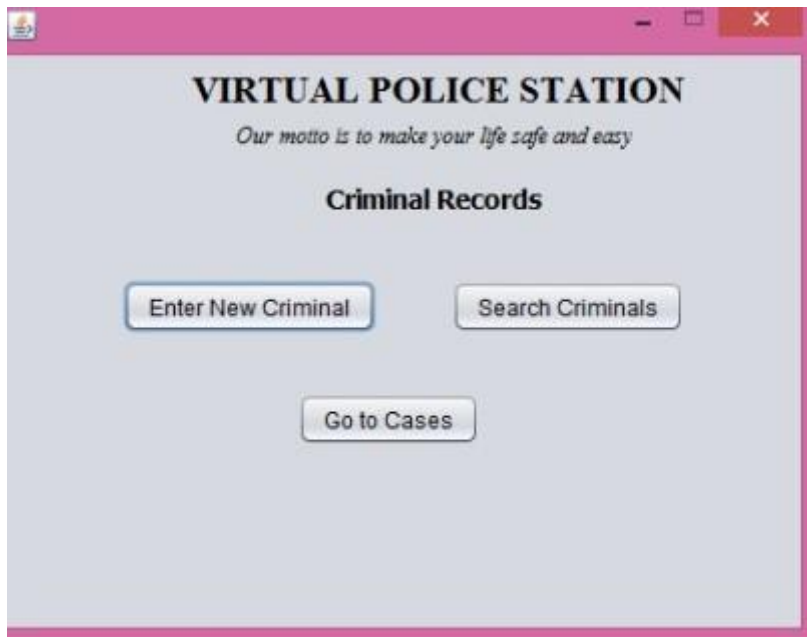 VIRTUAL POLICE STATION
Our motto is to make your life safe and easy
Criminal Records
Enter New Criminal
Search Criminals
Go to Cases